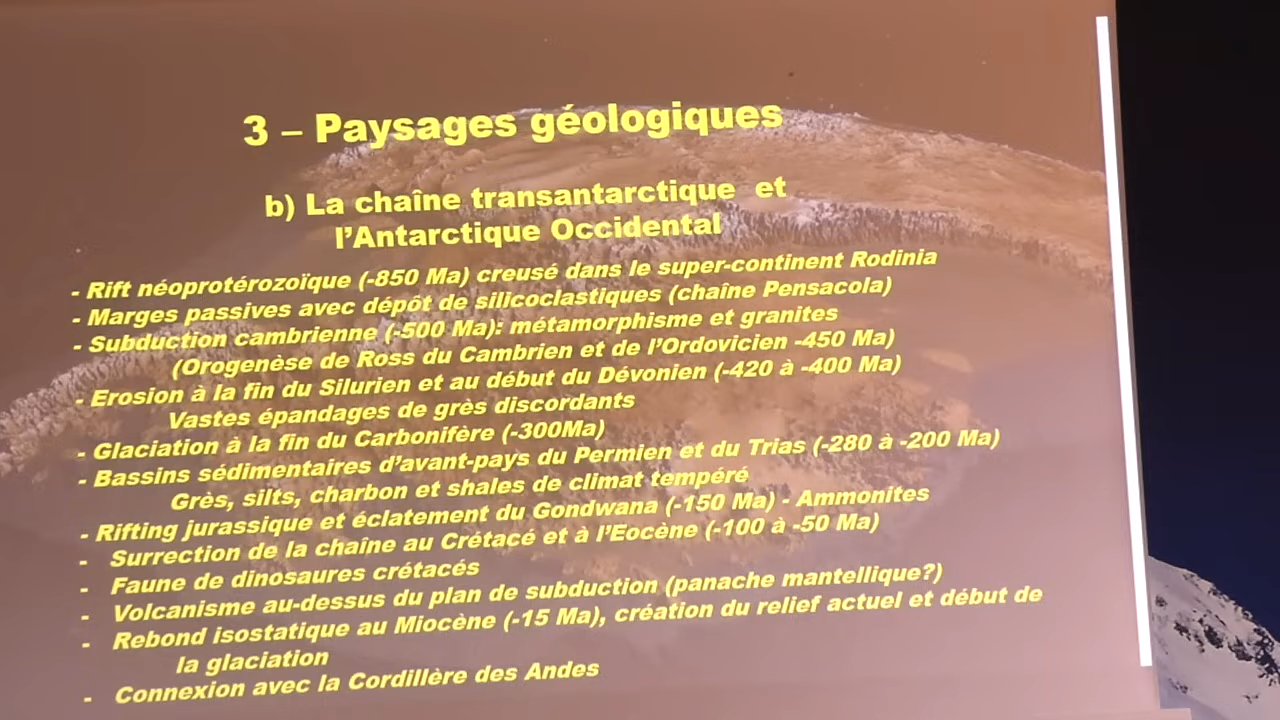 3 – Paysages géologiques
b) La chaîne transantarctique et
l'Antarctique Occidental
- Rift néoprotérozoïque (-850 Ma) creusé dans le super-continent Rodinia
- Marges passives avec dépôt de silicoclastiques (chaîne Pensacola)
- Subduction cambrienne (-500 Ma): métamorphisme et granites
(Orogenèse de Ross du Cambrien et de l'Ordovicien -450 Ma)
- Erosion à la fin du Silurien et au début du Dévonien (-420 à -400 Ma)
Vastes épandages de grès discordants
- Glaciation à la fin du Carbonifère (-300Ma)
- Bassins sédimentaires d'avant-pays du Permien et du Trias (-280 à -200 Ma)
Grès, silts, charbon et shales de climat tempéré
- Rifting jurassique et éclatement du Gondwana (-150 Ma) - Ammonites
- Surrection de la chaîne au Crétacé et à l'Eocène (-100 à -50 Ma)
- Faune de dinosaures crétacés
- Volcanisme au-dessus du plan de subduction (panache mantellique?)
- Rebond isostatique au Miocène (-15 Ma), création du relief actuel et début de
la glaciation
- Connexion avec la Cordillère des Andes